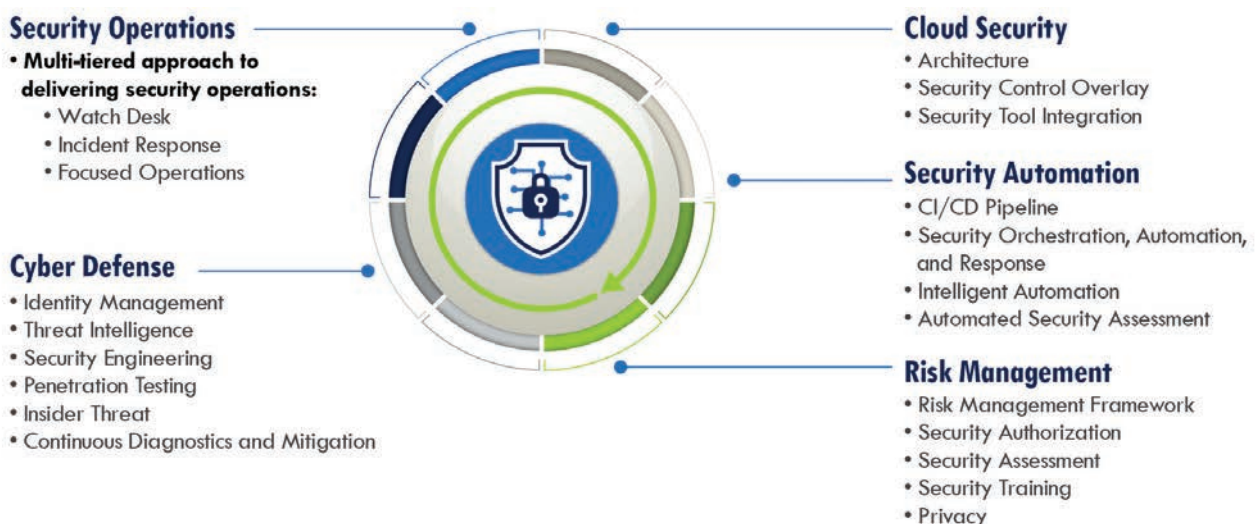 Security Operations
• Multi-tiered approach to
delivering security operations:
• Watch Desk
• Incident Response
• Focused Operations
Cyber Defense
• Identity Management
• Threat Intelligence
• Security Engineering
• Penetration Testing
• Insider Threat
• Continuous Diagnostics and Mitigation
Cloud Security
• Architecture
• Security Control Overlay
• Security Tool Integration
Security Automation
• CI/CD Pipeline
• Security Orchestration, Automation,
and Response
• Intelligent Automation
• Automated Security Assessment
Risk Management
• Risk Management Framework
• Security Authorization
• Security Assessment
• Security Training
• Privacy